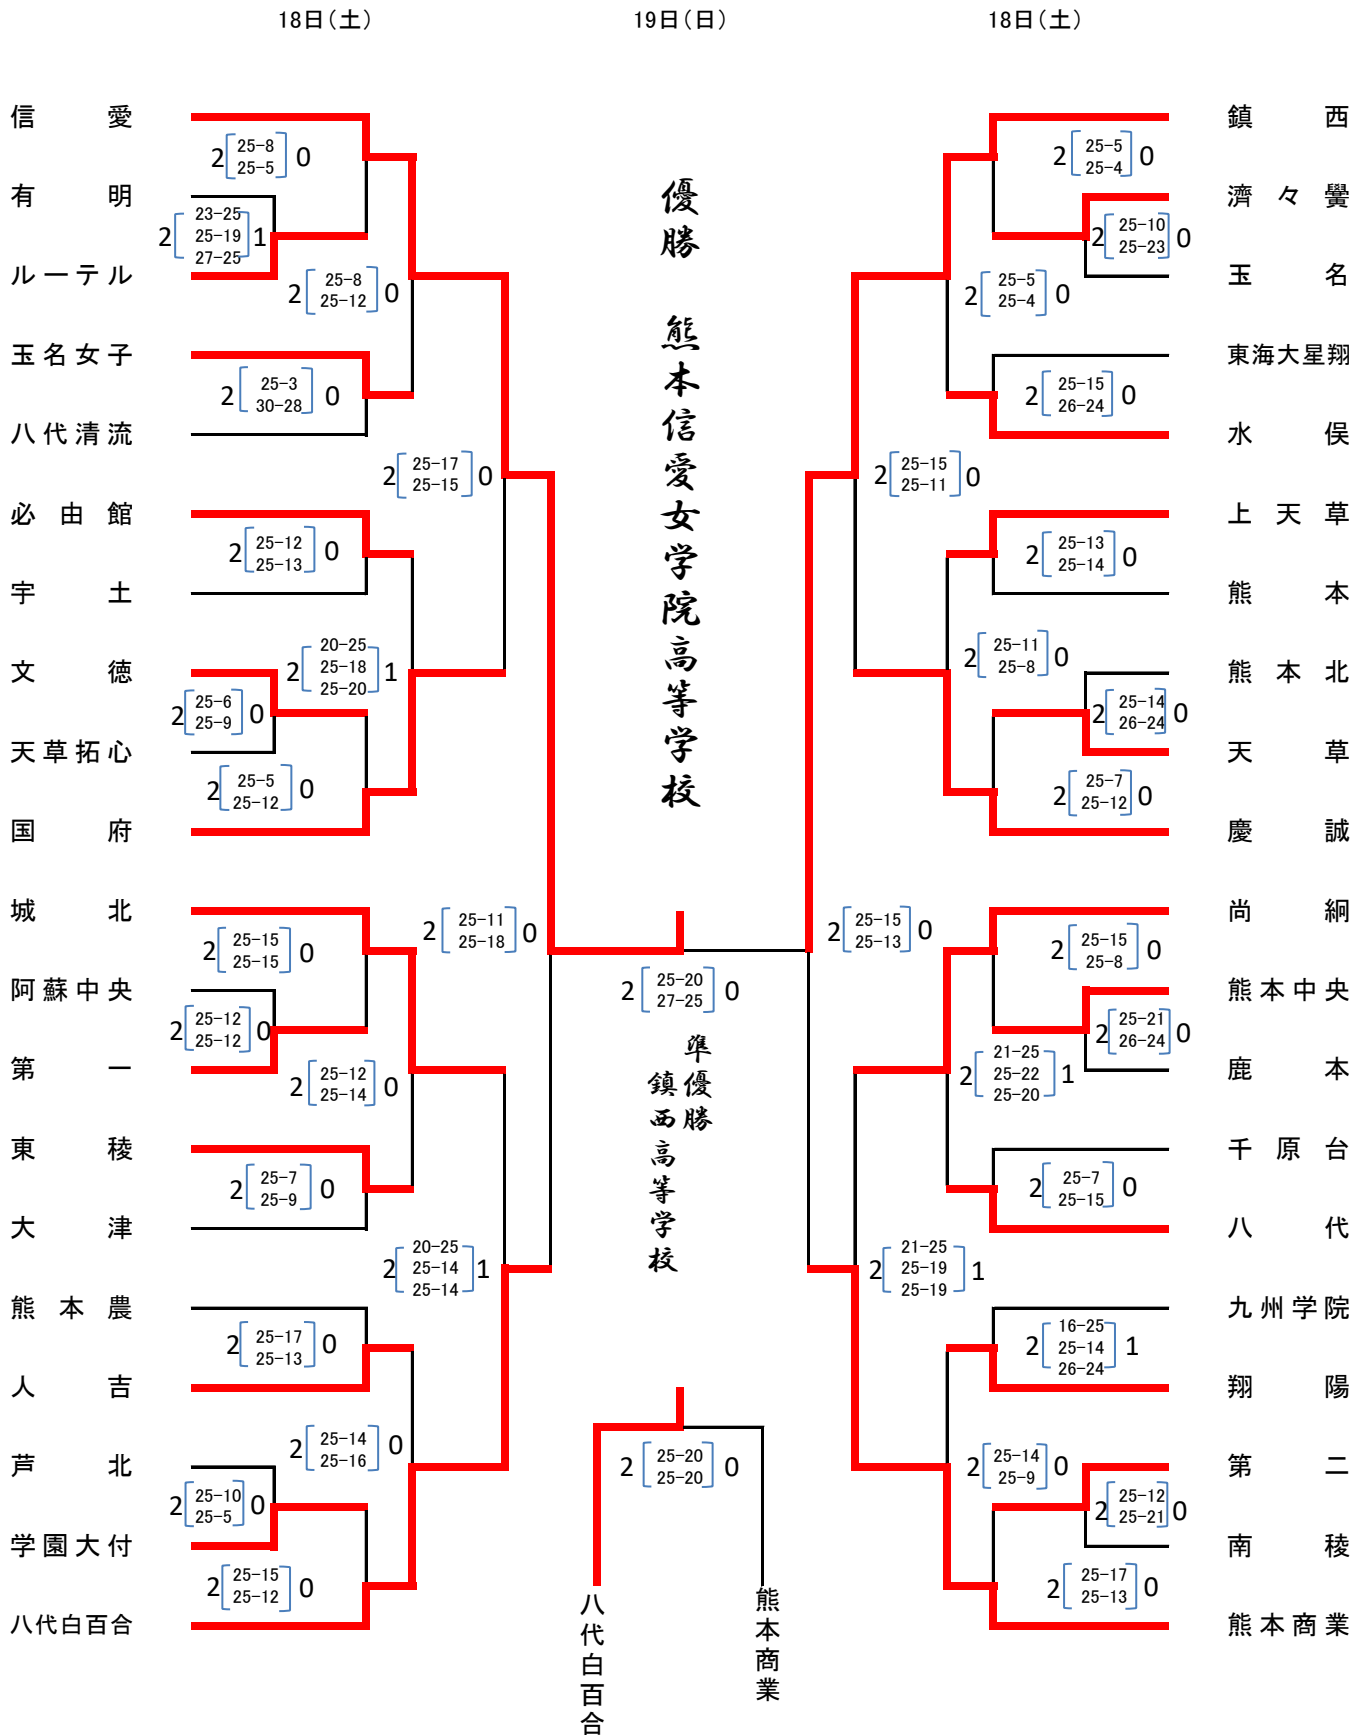 18日(土)
19日(日)
18日(土)
信愛
2 25-8 25-5 0
有明
2 23-25 25-19 27-25 1
ルーテル
2 25-8 25-12 0
玉名女子
2 25-3 30-28 0
八代清流
2 25-17 25-15 0
必由館
2 25-12 25-13 0
宇土
2 20-25 25-18 25-20 1
文徳
2 25-6 25-9 0
天草拓心
2 25-5 25-12 0
国府
城北
2 25-11 25-18 0
2 25-15 25-15 0
阿蘇中央
2 25-12 25-12 0
第一
2 25-12 25-14 0
東稜
2 25-7 25-9 0
大津
2 20-25 25-14 25-14 1
熊本農
2 25-17 25-13 0
人吉
2 25-14 25-16 0
芦北
2 25-10 25-5 0
学園大付
2 25-15 25-12 0
八代白百合
優勝 熊本信愛女学院高等学校
2 25-20 27-25 0
準優勝
鎮西高等学校
2 25-20 25-20 0
八代白百合
熊本商業
鎮西
2 25-5 25-4 0
濟々黌
2 25-10 25-23 0
玉名
2 25-5 25-4 0
東海大星翔
2 25-15 26-24 0
水俣
2 25-15 25-11 0
上天草
2 25-13 25-14 0
熊本
2 25-11 25-8 0
熊本北
2 25-14 26-24 0
天草
2 25-7 25-12 0
慶誠
尚絅
2 25-15 25-13 0
2 25-15 25-8 0
熊本中央
2 25-21 26-24 0
鹿本
2 21-25 25-22 25-20 1
千原台
2 25-7 25-15 0
八代
2 21-25 25-19 25-19 1
九州学院
2 16-25 25-14 26-24 1
翔陽
2 25-14 25-9 0
第二
2 25-12 25-21 0
南稜
2 25-17 25-13 0
熊本商業